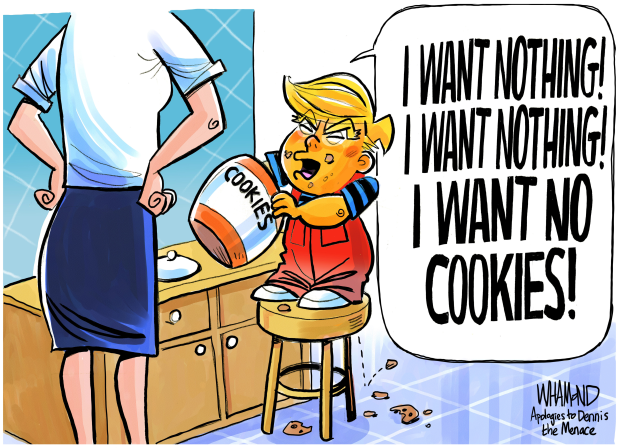 I WANT NOTHING!
I WANT NOTHING!
I WANT NO
COOKIES!
COOKIES
WHAMOND
Apologies to Dennis
the Menace